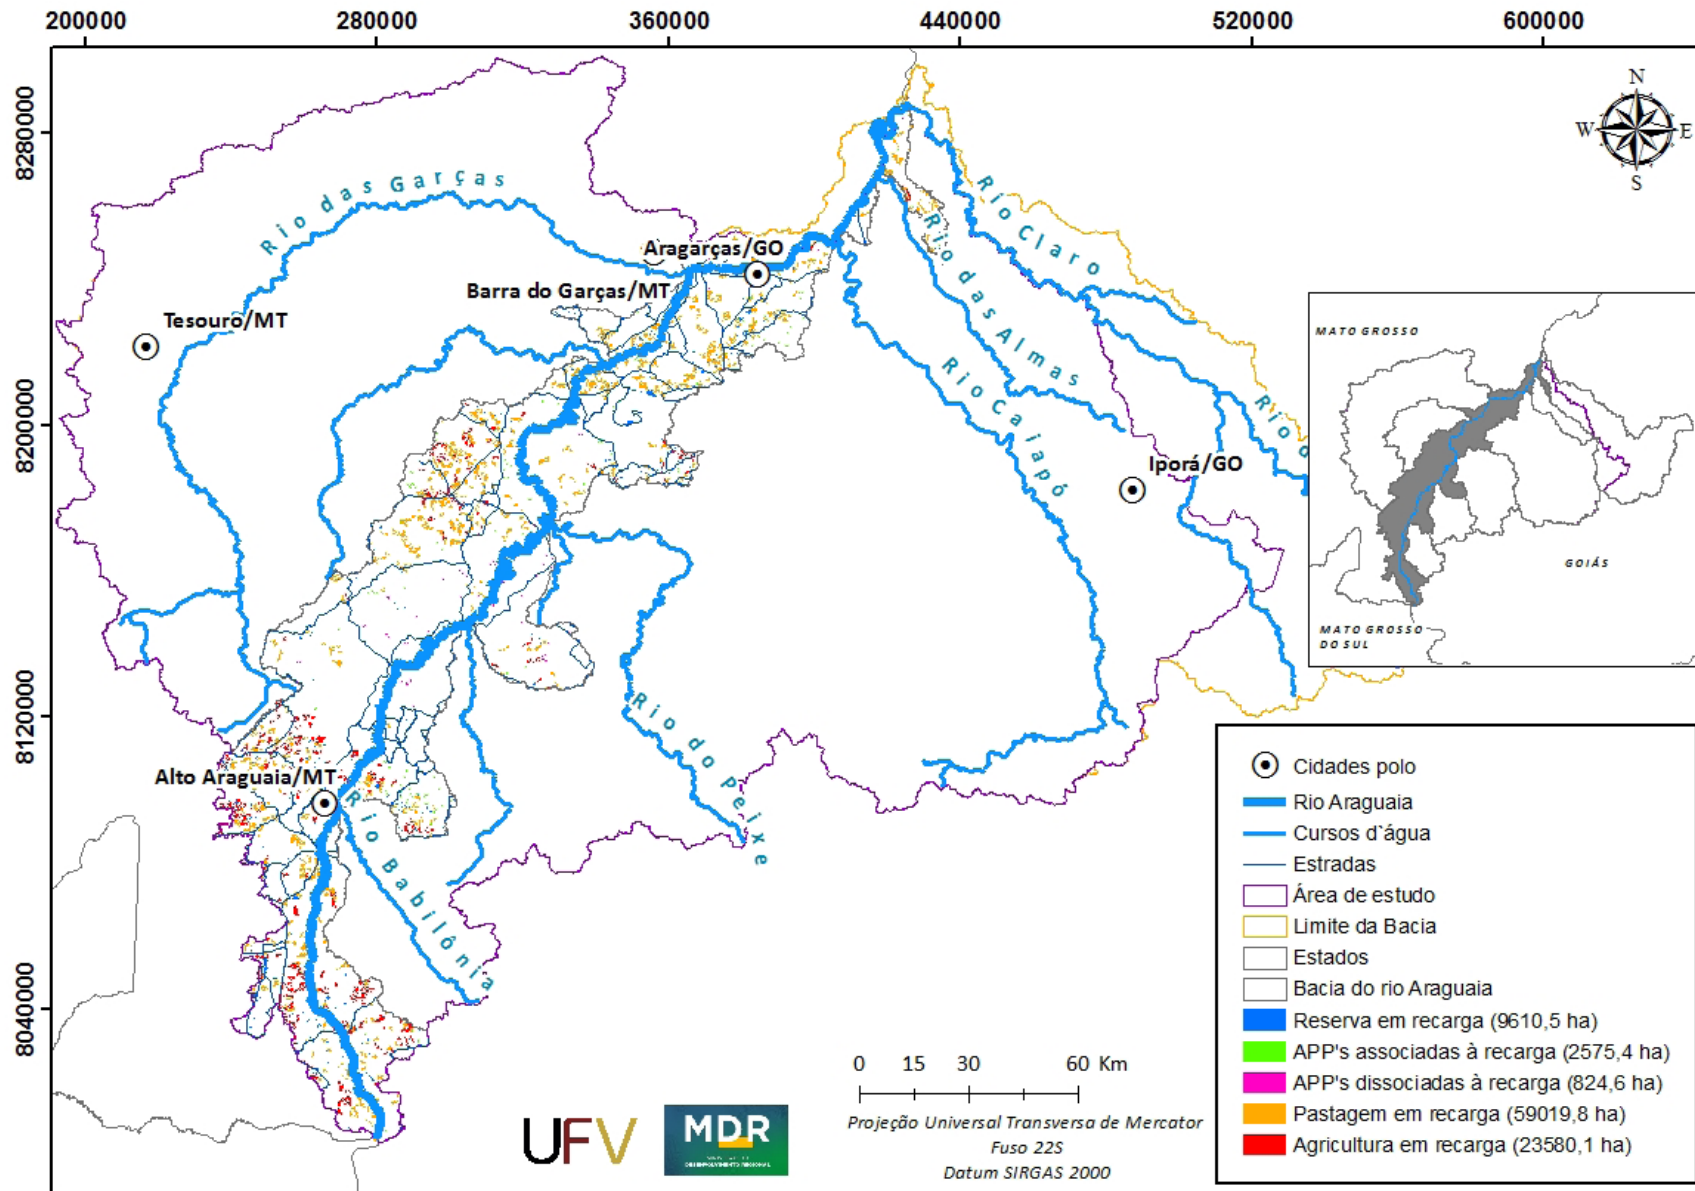 200000 280000 360000 440000 520000 600000
8280000
8200000
8120000
8040000
N
W E
S
Rio das Garças
Rio Claro
Aragarças/GO
Rio das Almas
Barra do Garças/MT
Tesouro/MT
MATO GROSSO
Rio Caiapó
Rio
Iporá/GO
GOIÁS
MATO GROSSO
DO SUL
Rio do Peixe
Alto Araguaia/MT
Rio Babilônia
Cidades polo
Rio Araguaia
Cursos d`água
Estradas
Área de estudo
Limite da Bacia
Estados
Bacia do rio Araguaia
Reserva em recarga (9610,5 ha)
APP's associadas à recarga (2575,4 ha)
APP's dissociadas à recarga (824,6 ha)
Pastagem em recarga (59019,8 ha)
Agricultura em recarga (23580,1 ha)
0 15 30 60 Km
Projeção Universal Transversa de Mercator
Fuso 22S
Datum SIRGAS 2000
UFV
MDR
DESENVOLVIMENTO REGIONAL